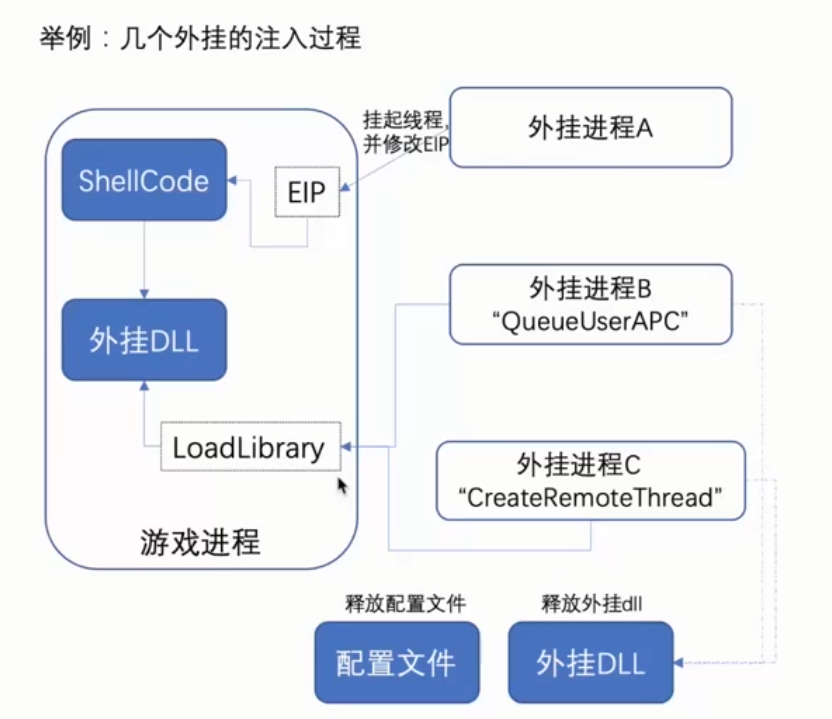 举例：几个外挂的注入过程
挂起线程,
并修改EIP
外挂进程A
ShellCode
EIP
外挂进程B
“QueueUserAPC”
外挂DLL
LoadLibrary
外挂进程C
“CreateRemoteThread”
游戏进程
释放配置文件
释放外挂dll
配置文件
外挂DLL